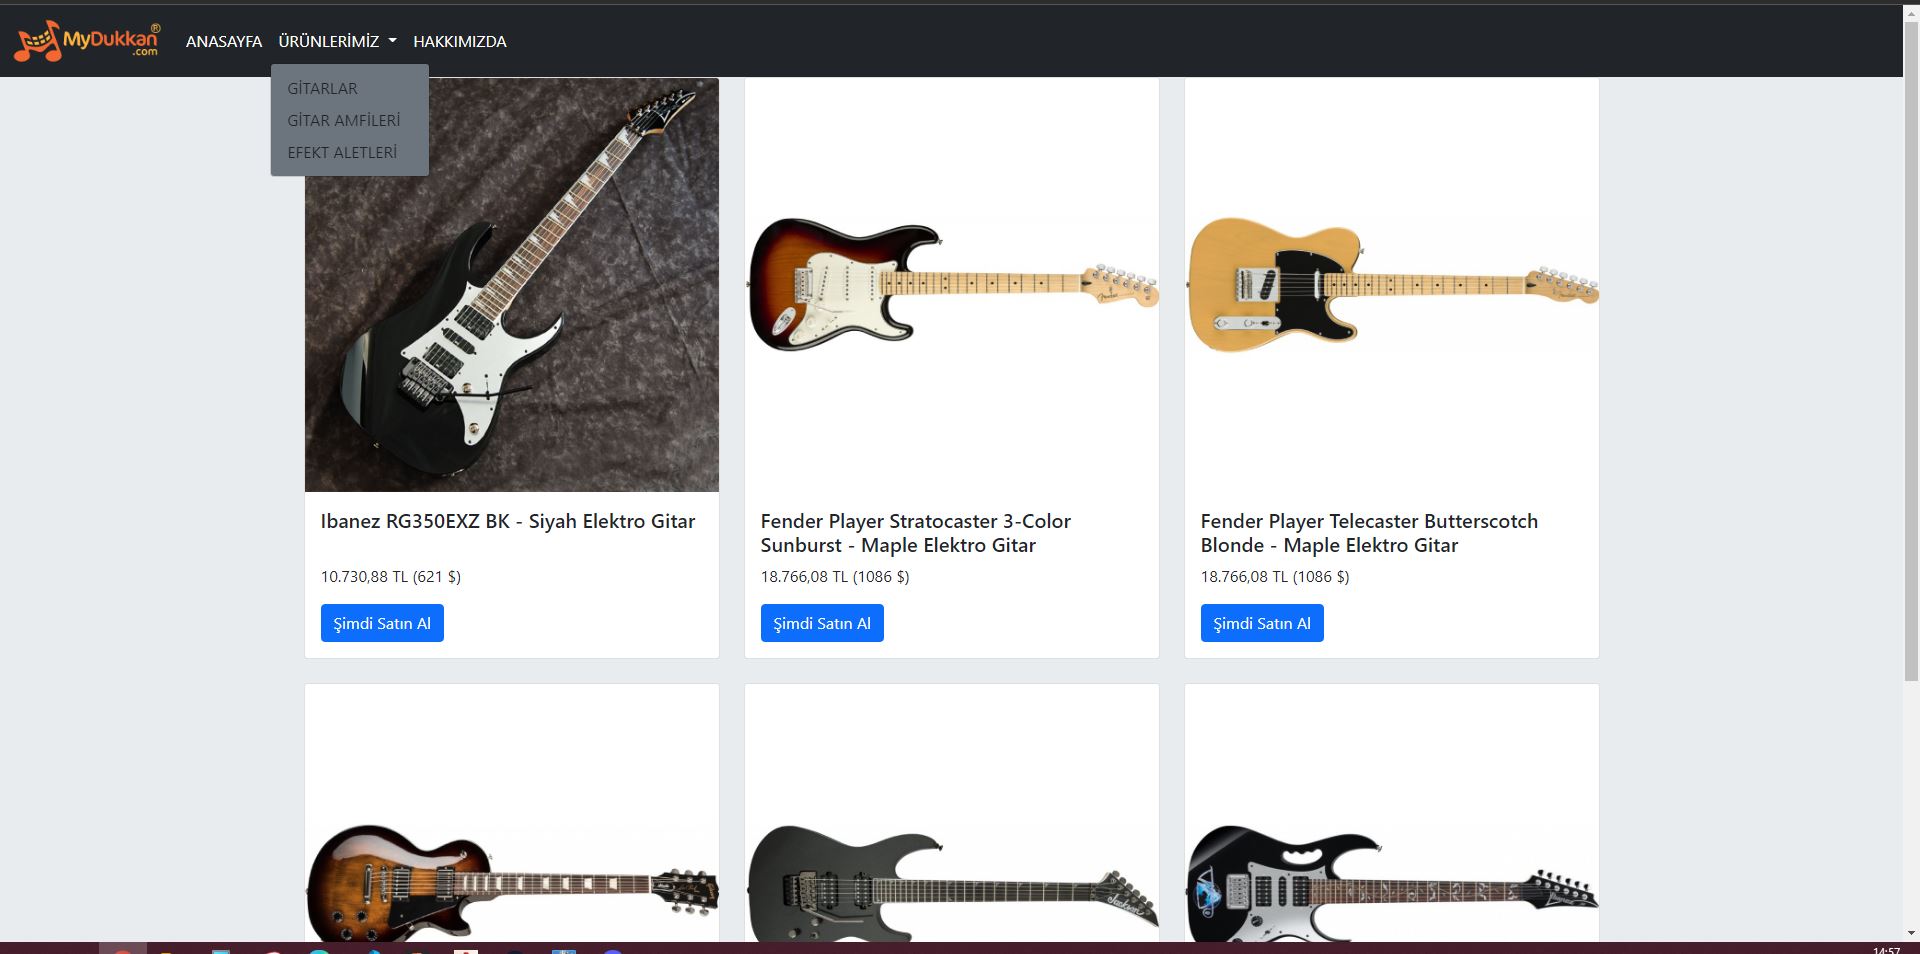 MyDukkan®
.com
ANASAYFA
ÜRÜNLERİMİZ
HAKKIMIZDA
GİTARLAR
GİTAR AMFİLERİ
EFEKT ALETLERİ
Ibanez RG350EXZ BK - Siyah Elektro Gitar
10.730,88 TL (621 $)
Şimdi Satın Al
Fender Player Stratocaster 3-Color
Sunburst - Maple Elektro Gitar
18.766,08 TL (1086 $)
Şimdi Satın Al
Fender Player Telecaster Butterscotch
Blonde - Maple Elektro Gitar
18.766,08 TL (1086 $)
Şimdi Satın Al
Jackson
Ibanez
14:57